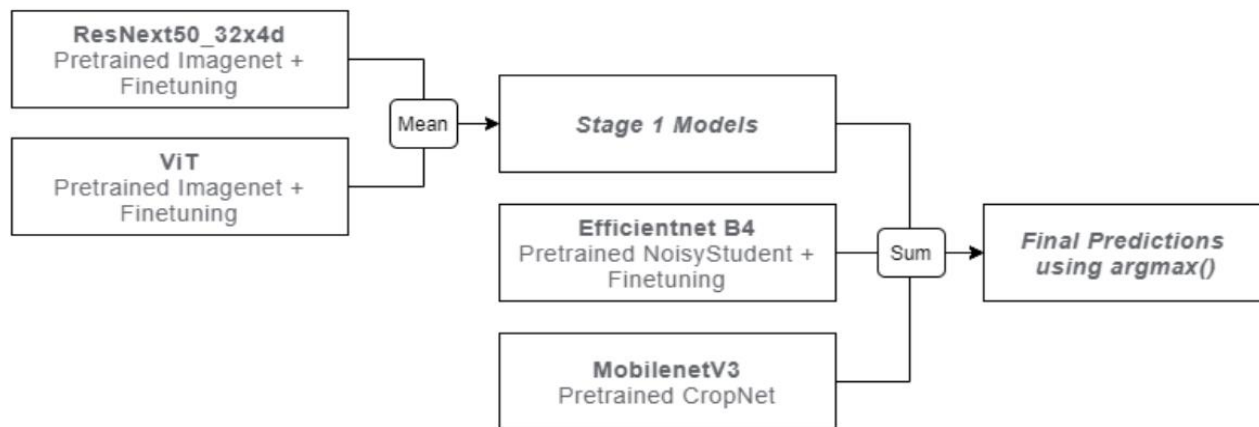 ResNext50_32x4d
Pretrained Imagenet +
Finetuning
ViT
Pretrained Imagenet +
Finetuning
Mean
Stage 1 Models
Efficientnet B4
Pretrained NoisyStudent +
Finetuning
MobilenetV3
Pretrained CropNet
Sum
Final Predictions
using argmax()